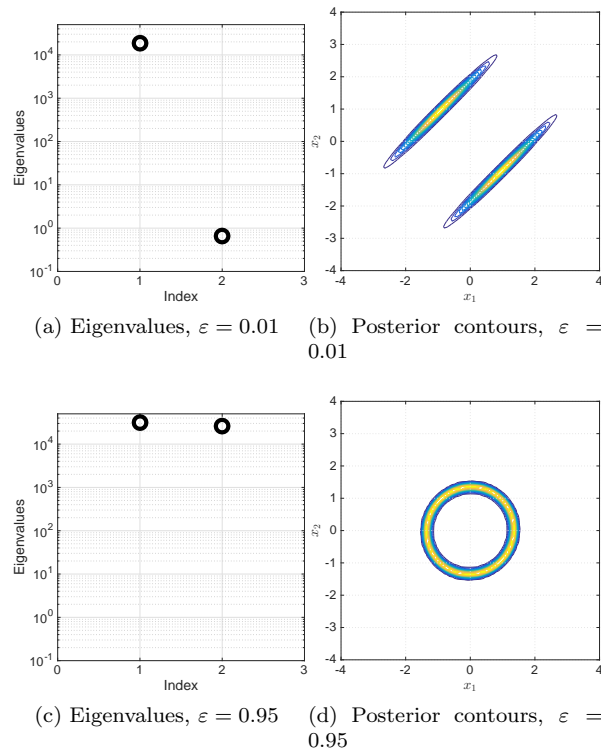 10^4
10^3
10^2
10^1
10^0
10^-1
Eigenvalues
0 1 2 3
Index
4
3
2
1
0
-1
-2
-3
-4
x_2
-4 -2 0 2 4
x_1
(a) Eigenvalues, ε = 0.01
(b) Posterior contours, ε =
0.01
10^4
10^3
10^2
10^1
10^0
10^-1
Eigenvalues
0 1 2 3
Index
4
3
2
1
0
-1
-2
-3
-4
x_2
-4 -2 0 2 4
x_1
(c) Eigenvalues, ε = 0.95
(d) Posterior contours, ε =
0.95